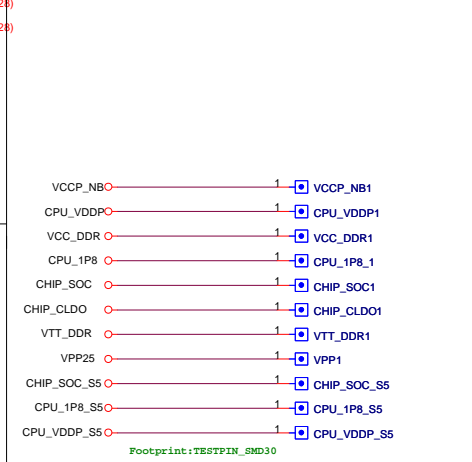 28)
28)
VCCP_NB 1 VCCP_NB1
CPU_VDDP 1 CPU_VDDP1
VCC_DDR 1 VCC_DDR1
CPU_1P8 1 CPU_1P8_1
CHIP_SOC 1 CHIP_SOC1
CHIP_CLDO 1 CHIP_CLDO1
VTT_DDR 1 VTT_DDR1
VPP25 1 VPP1
CHIP_SOC_S5 1 CHIP_SOC_S5
CPU_1P8_S5 1 CPU_1P8_S5
CPU_VDDP_S5 1 CPU_VDDP_S5
Footprint:TESTPIN_SMD30